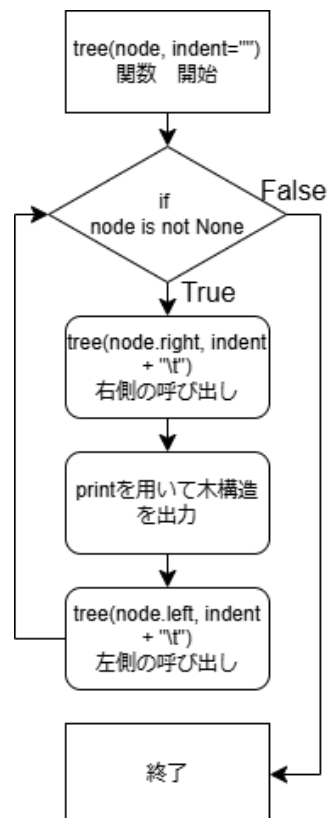 tree(node, indent="")
関数　開始
if
node is not None
False
True
tree(node.right, indent
+ "\t")
右側の呼び出し
printを用いて木構造
を出力
tree(node.left, indent
+ "\t")
左側の呼び出し
終了